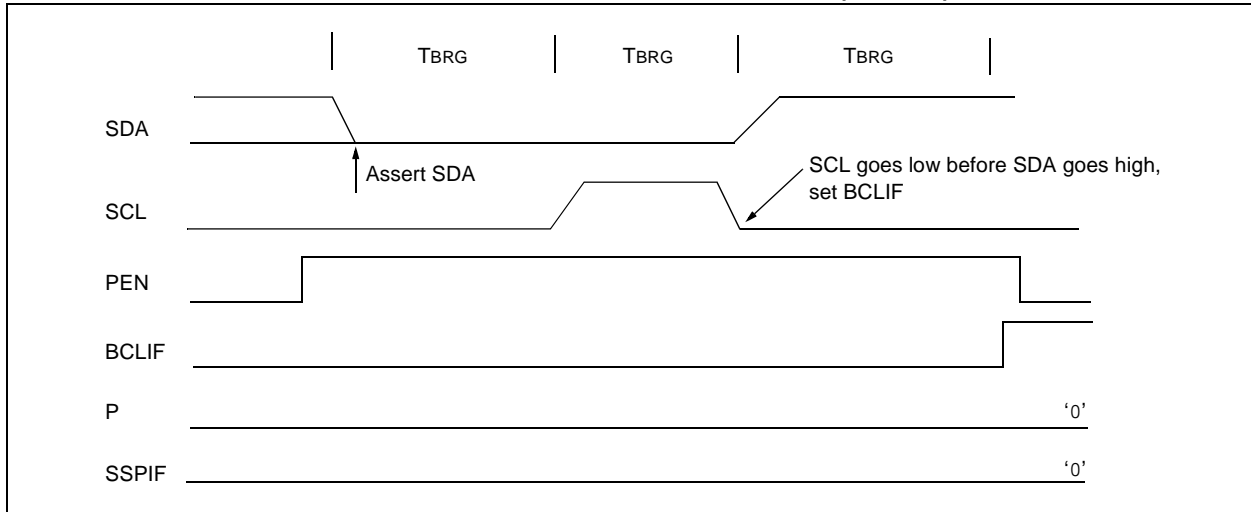 TBRG TBRG TBRG
SDA
Assert SDA
SCL goes low before SDA goes high,
set BCLIF
SCL
PEN
BCLIF
P
‘0’
SSPIF
‘0’